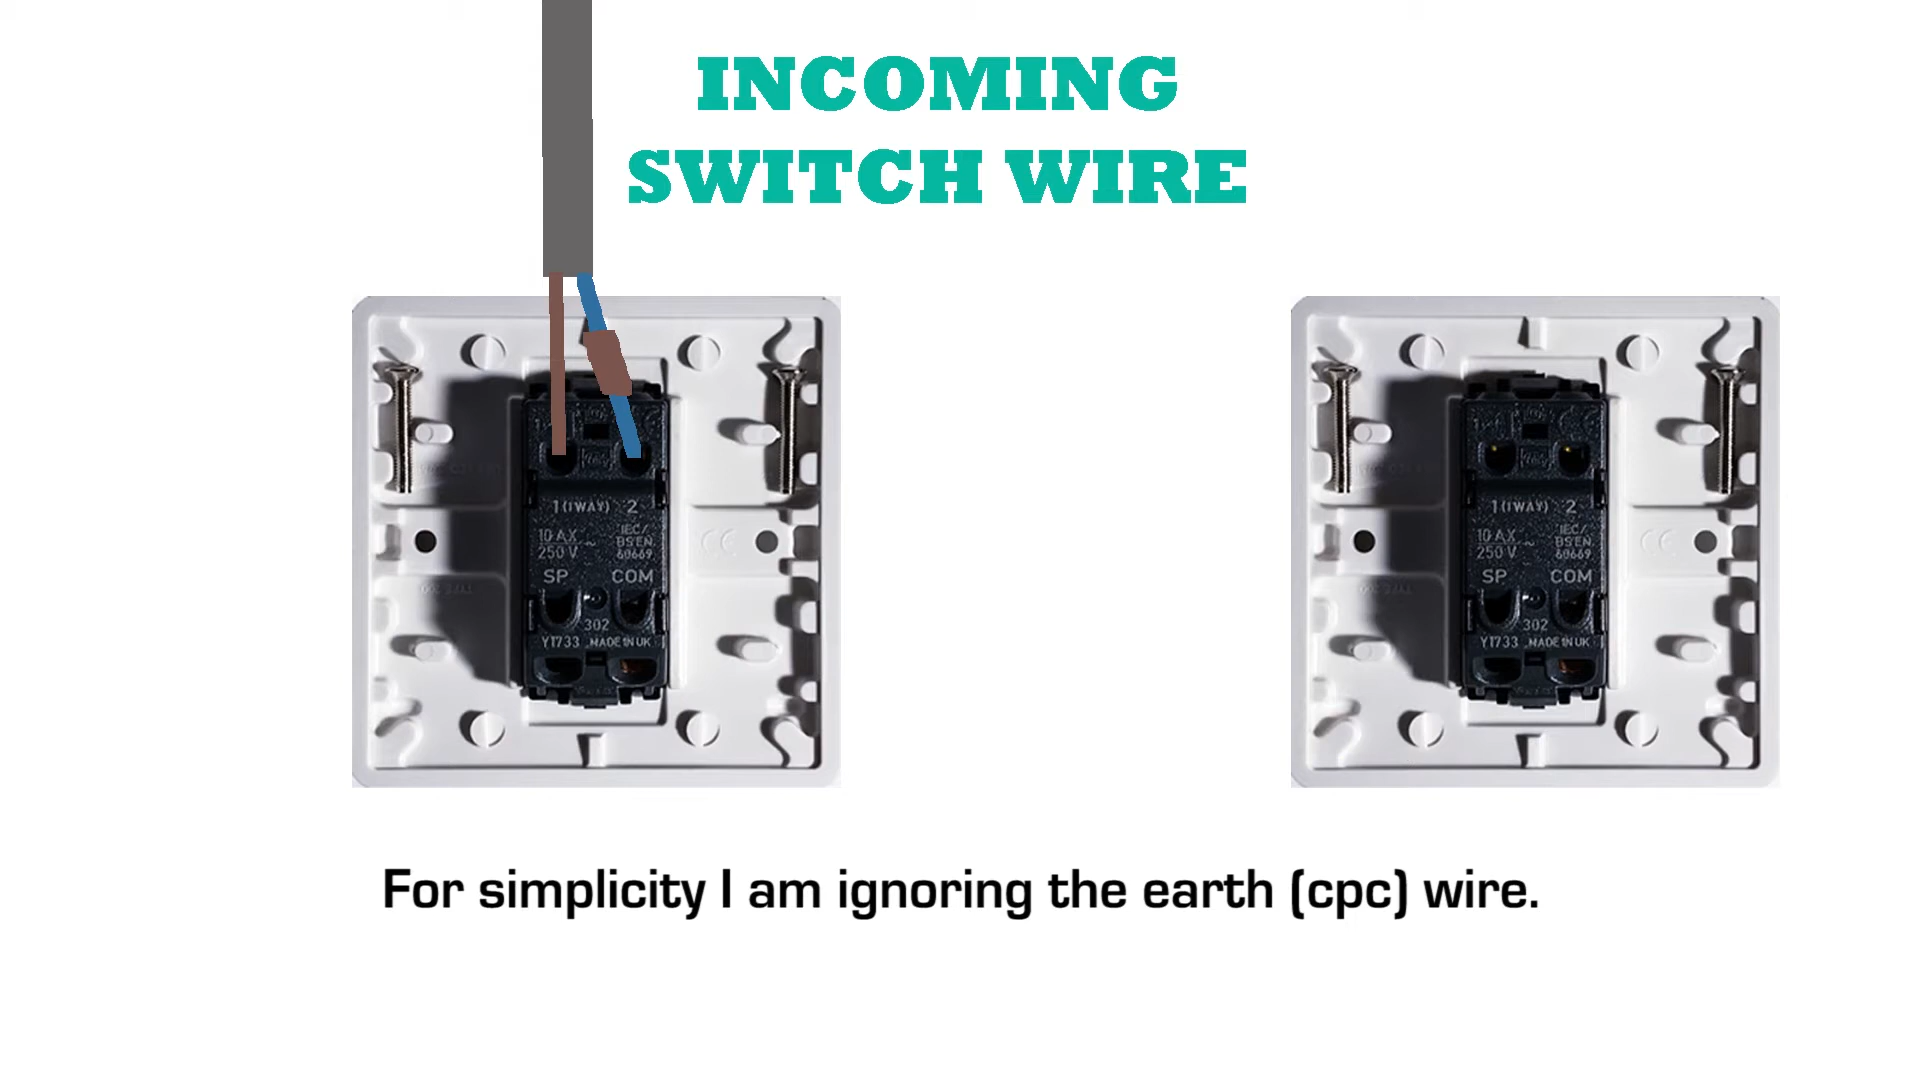 INCOMING
SWITCH WIRE
1(1WAY) 2
10 AX
250 V ~
IEC/
BS EN
60669
SP COM
302
Y1733 MADE IN UK
1(1WAY) 2
10 AX
250 V ~
IEC/
BS EN
60669
SP COM
302
Y1733 MADE IN UK
For simplicity I am ignoring the earth (cpc) wire.